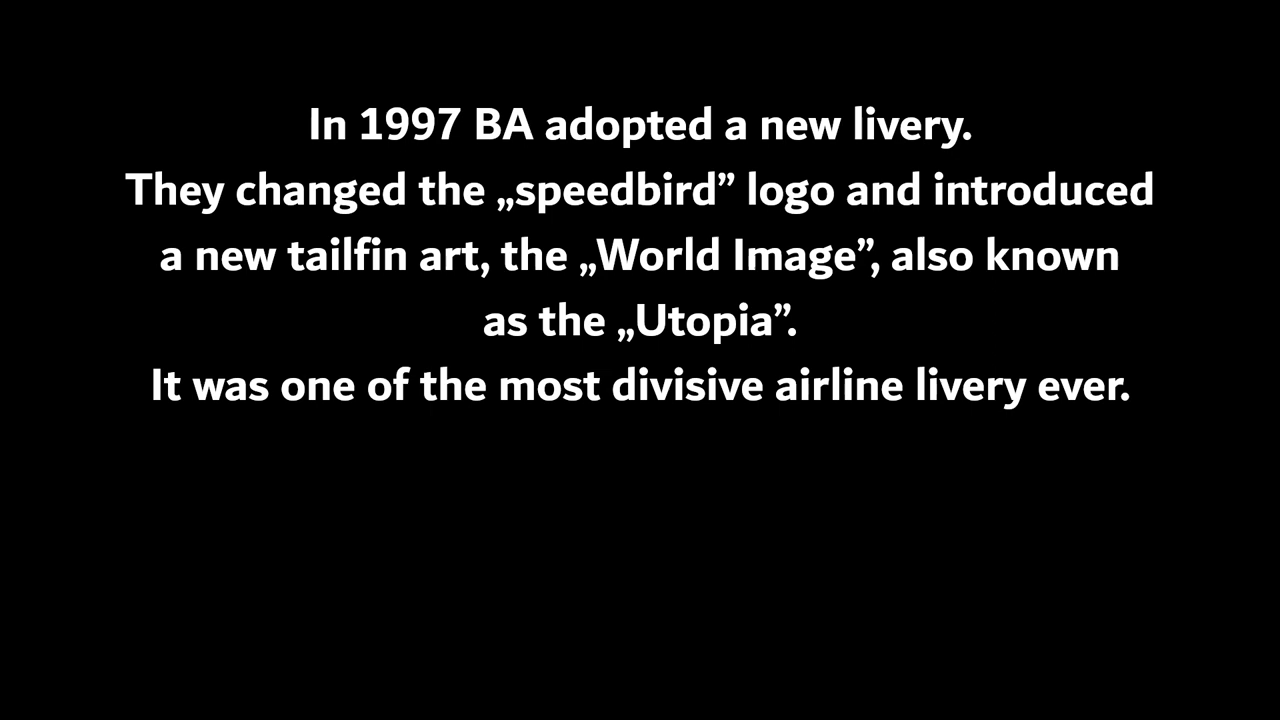 In 1997 BA adopted a new livery.
They changed the „speedbird” logo and introduced
a new tailfin art, the „World Image”, also known
as the „Utopia”.
It was one of the most divisive airline livery ever.